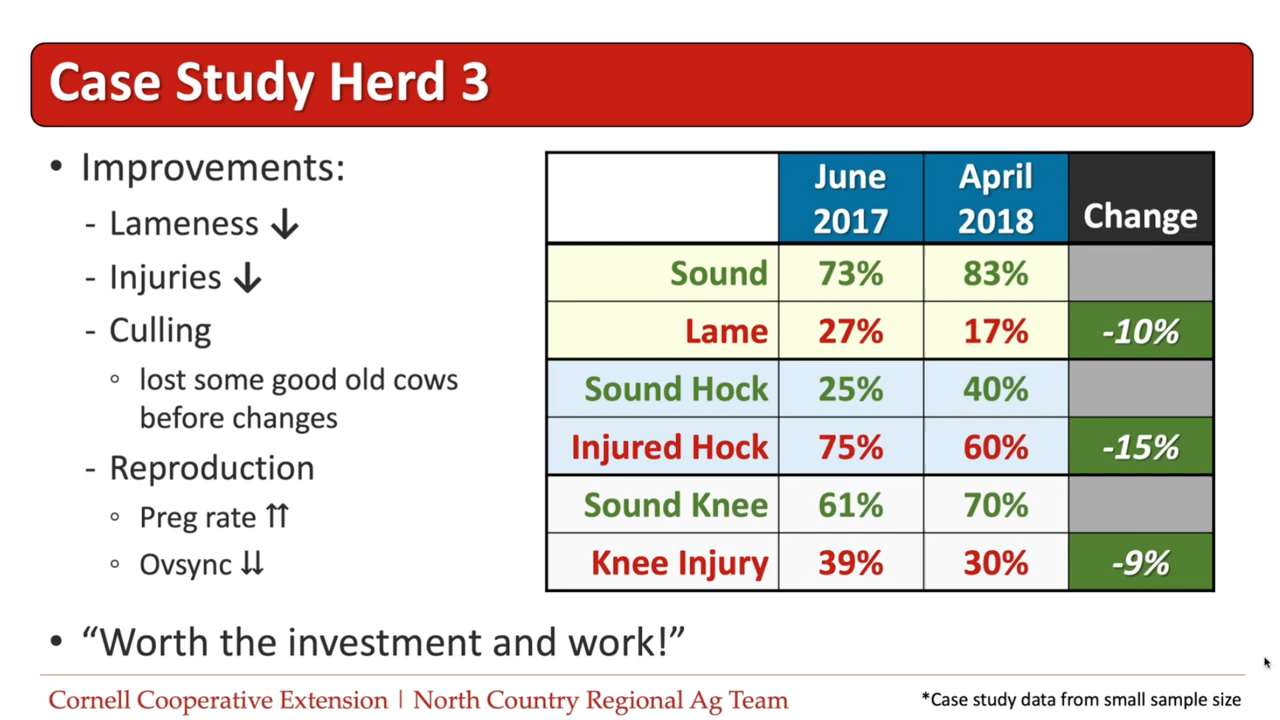 Case Study Herd 3
• Improvements:
- Lameness ↓
- Injuries ↓
- Culling
◦ lost some good old cows
before changes
- Reproduction
◦ Preg rate ⇈
◦ Ovsync ⇊
• “Worth the investment and work!”
June 2017 April 2018 Change
Sound 73% 83%
Lame 27% 17% -10%
Sound Hock 25% 40%
Injured Hock 75% 60% -15%
Sound Knee 61% 70%
Knee Injury 39% 30% -9%
Cornell Cooperative Extension | North Country Regional Ag Team
*Case study data from small sample size